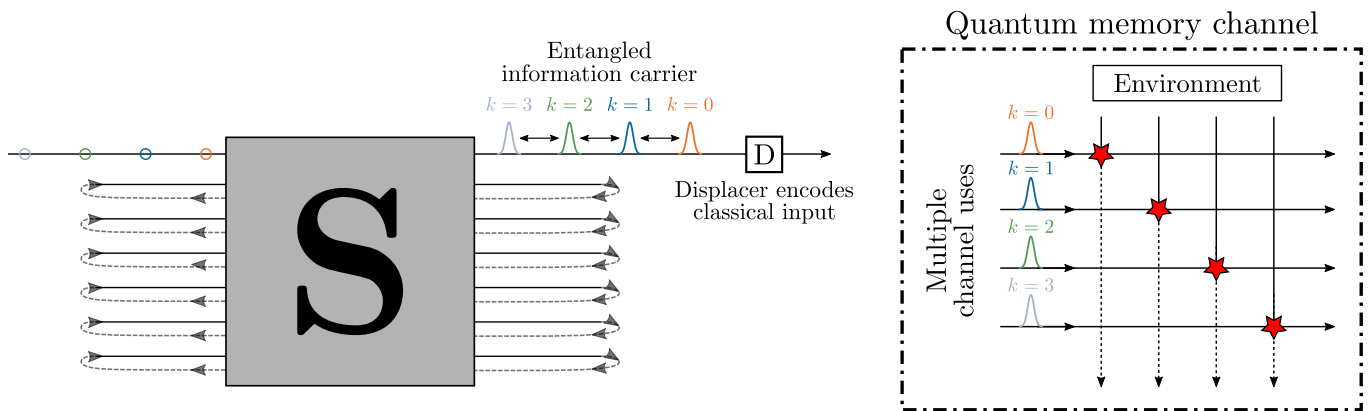 Entangled
information carrier
k = 3 k = 2 k = 1 k = 0
S
D
Displacer encodes
classical input
Quantum memory channel
Environment
Multiple
channel uses
k = 0
k = 1
k = 2
k = 3